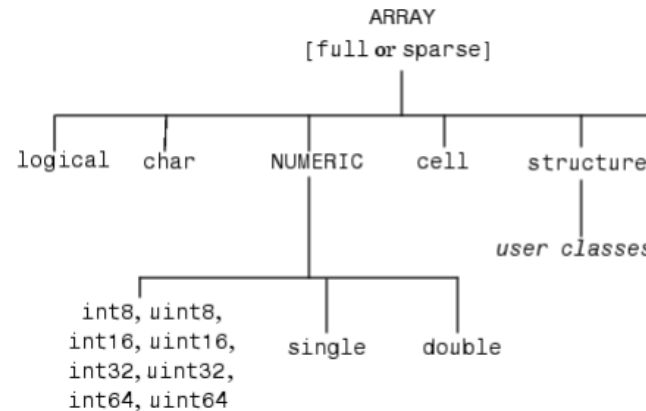 ARRAY
[full or sparse]
logical char NUMERIC cell structure
user classes
int8, uint8,
int16, uint16,
int32, uint32,
int64, uint64
single double